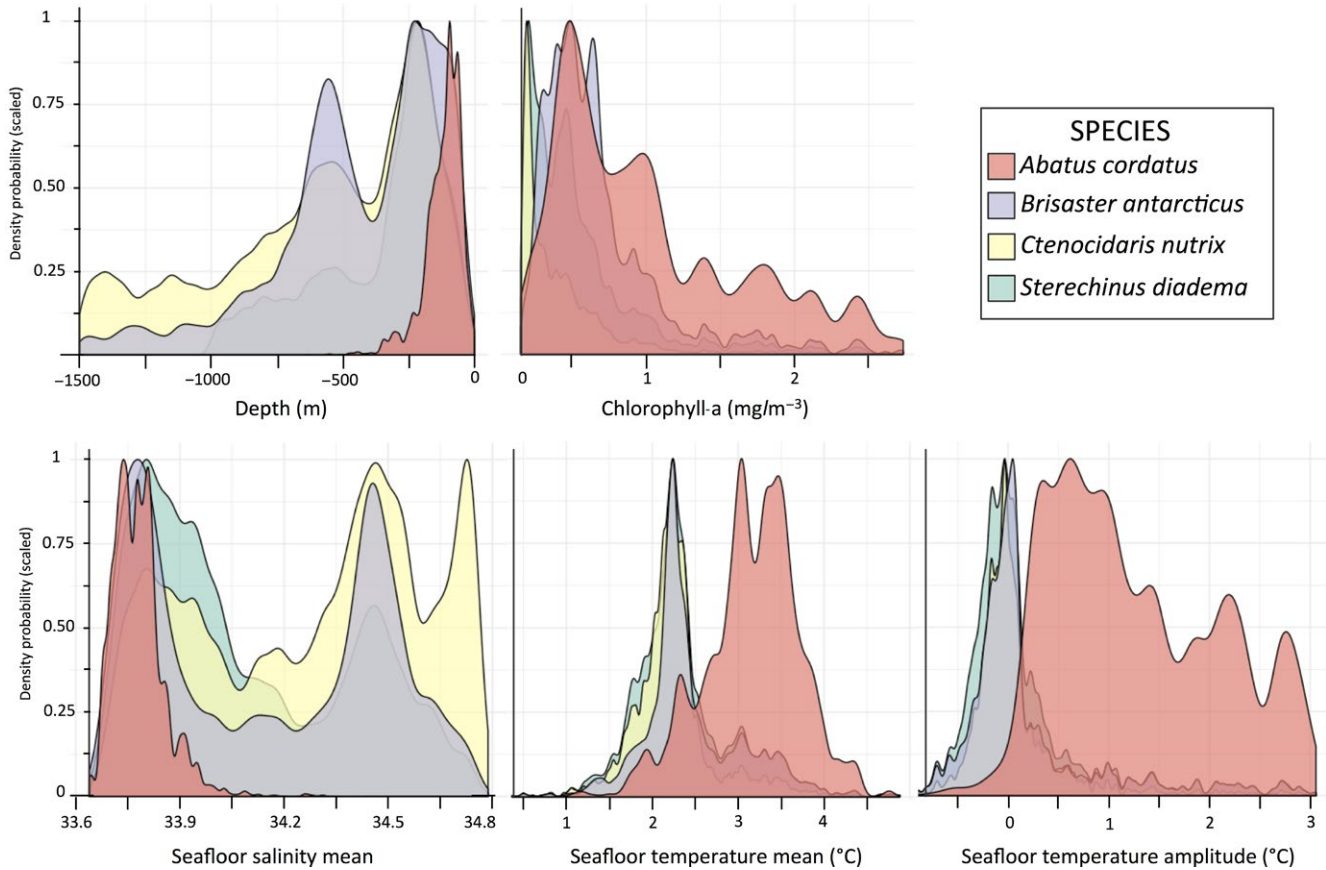 1
0.75
0.50
0.25
Density probability (scaled)
−1500
−1000
−500
0
Depth (m)
0
1
2
Chlorophyll-a (mg/m⁻³)
SPECIES
Abatus cordatus
Brisaster antarcticus
Ctenocidaris nutrix
Sterechinus diadema
1
0.75
0.50
0.25
0
Density probability (scaled)
33.6
33.9
34.2
34.5
34.8
Seafloor salinity mean
1
2
3
4
Seafloor temperature mean (°C)
0
1
2
3
Seafloor temperature amplitude (°C)